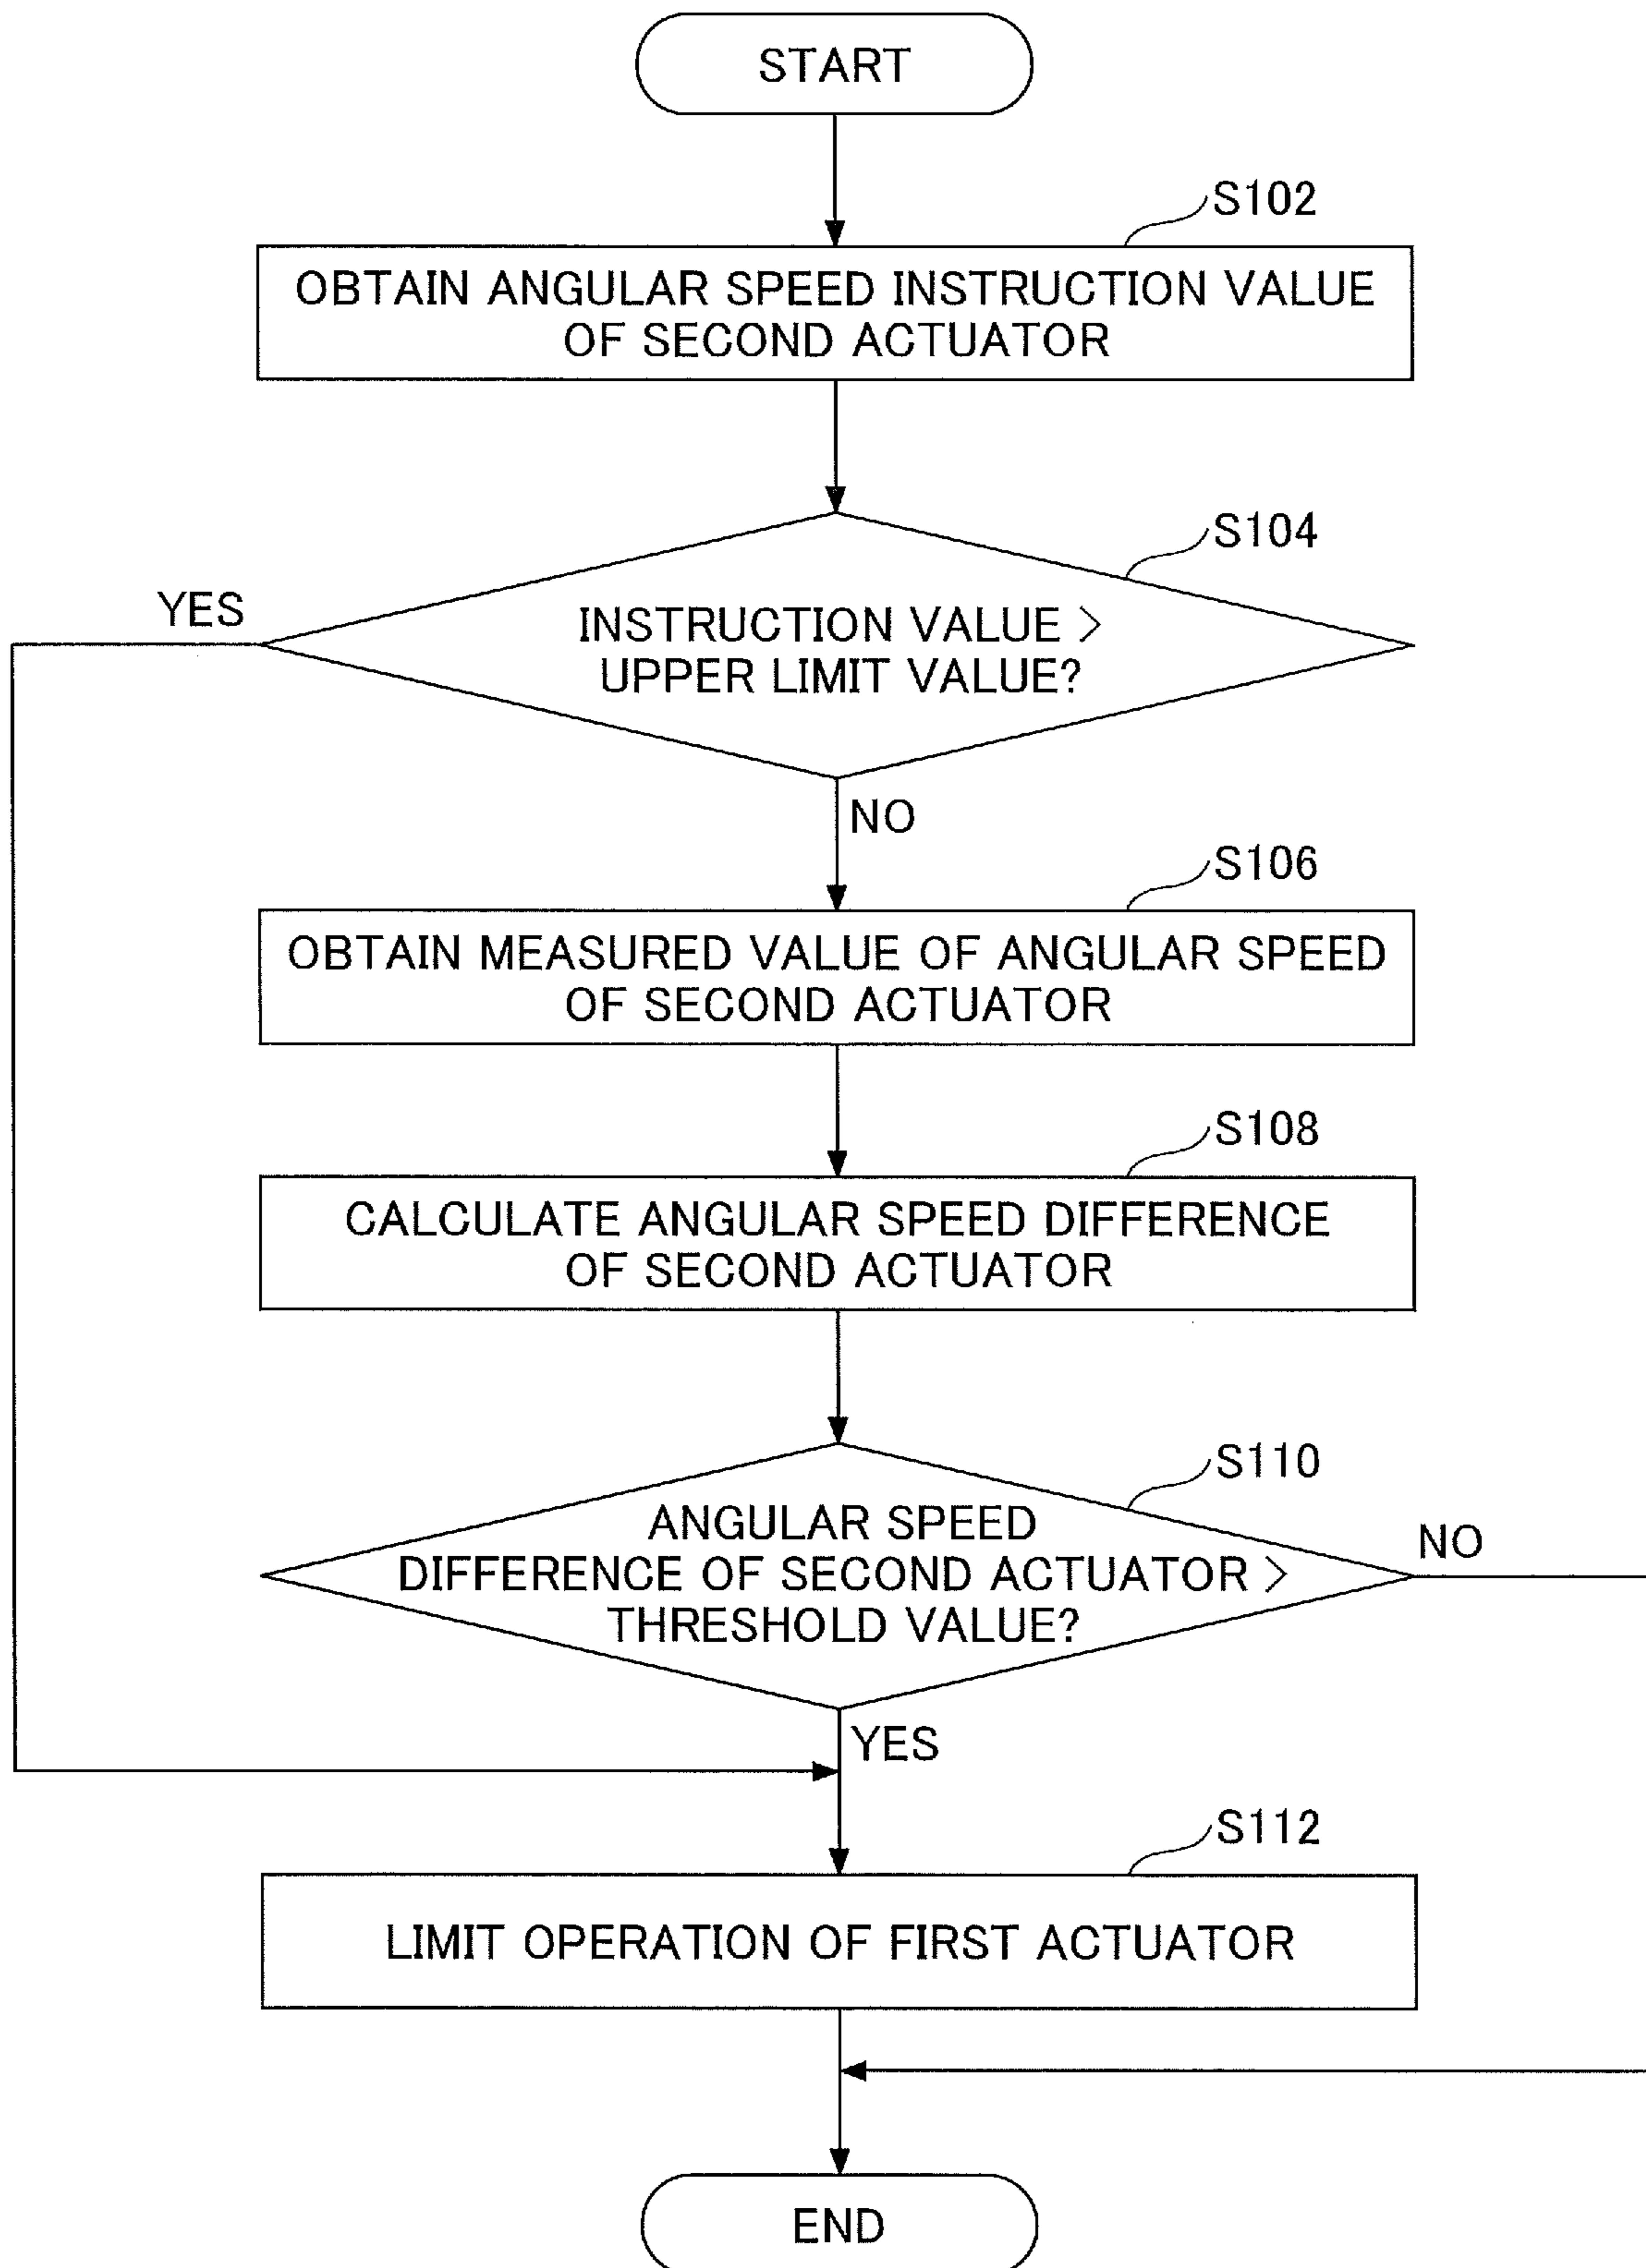 START
S102
OBTAIN ANGULAR SPEED INSTRUCTION VALUE
OF SECOND ACTUATOR
S104
YES
INSTRUCTION VALUE >
UPPER LIMIT VALUE?
NO
S106
OBTAIN MEASURED VALUE OF ANGULAR SPEED
OF SECOND ACTUATOR
S108
CALCULATE ANGULAR SPEED DIFFERENCE
OF SECOND ACTUATOR
S110
ANGULAR SPEED
DIFFERENCE OF SECOND ACTUATOR >
THRESHOLD VALUE?
NO
YES
S112
LIMIT OPERATION OF FIRST ACTUATOR
END